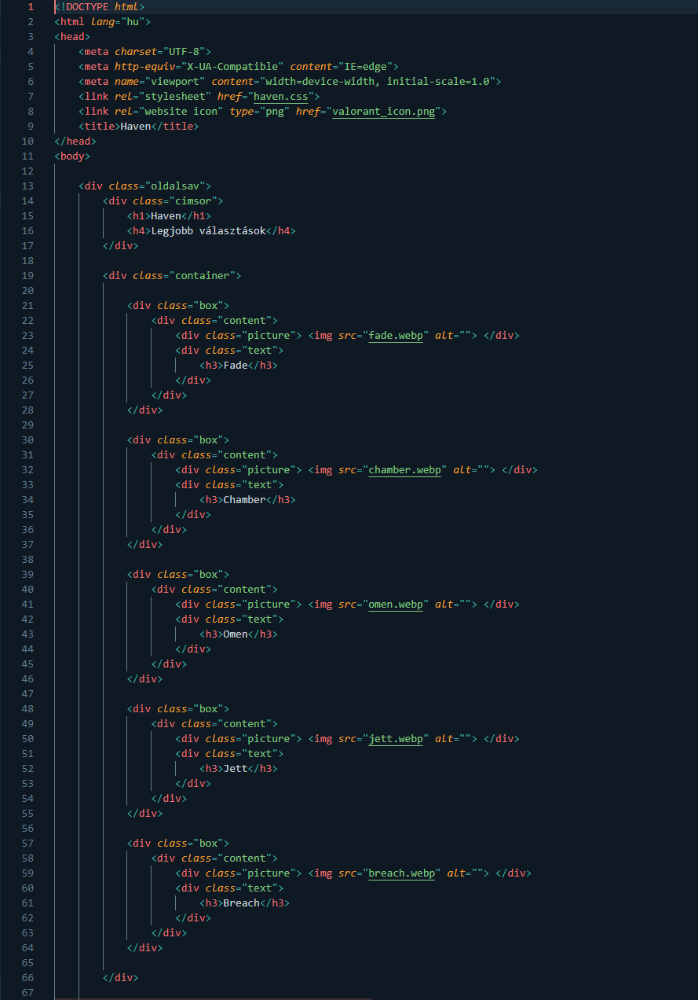 1 <!DOCTYPE html>
2 <html lang="hu">
3 <head>
4 <meta charset="UTF-8">
5 <meta http-equiv="X-UA-Compatible" content="IE=edge">
6 <meta name="viewport" content="width=device-width, initial-scale=1.0">
7 <link rel="stylesheet" href="haven.css">
8 <link rel="website icon" type="png" href="valorant_icon.png">
9 <title>Haven</title>
10 </head>
11 <body>
12
13 <div class="oldalsav">
14 <div class="cimsor">
15 <h1>Haven</h1>
16 <h4>Legjobb választások</h4>
17 </div>
18
19 <div class="container">
20
21 <div class="box">
22 <div class="content">
23 <div class="picture"> <img src="fade.webp" alt=""> </div>
24 <div class="text">
25 <h3>Fade</h3>
26 </div>
27 </div>
28 </div>
29
30 <div class="box">
31 <div class="content">
32 <div class="picture"> <img src="chamber.webp" alt=""> </div>
33 <div class="text">
34 <h3>Chamber</h3>
35 </div>
36 </div>
37 </div>
38
39 <div class="box">
40 <div class="content">
41 <div class="picture"> <img src="omen.webp" alt=""> </div>
42 <div class="text">
43 <h3>Omen</h3>
44 </div>
45 </div>
46 </div>
47
48 <div class="box">
49 <div class="content">
50 <div class="picture"> <img src="jett.webp" alt=""> </div>
51 <div class="text">
52 <h3>Jett</h3>
53 </div>
54 </div>
55 </div>
56
57 <div class="box">
58 <div class="content">
59 <div class="picture"> <img src="breach.webp" alt=""> </div>
60 <div class="text">
61 <h3>Breach</h3>
62 </div>
63 </div>
64 </div>
65
66 </div>
67